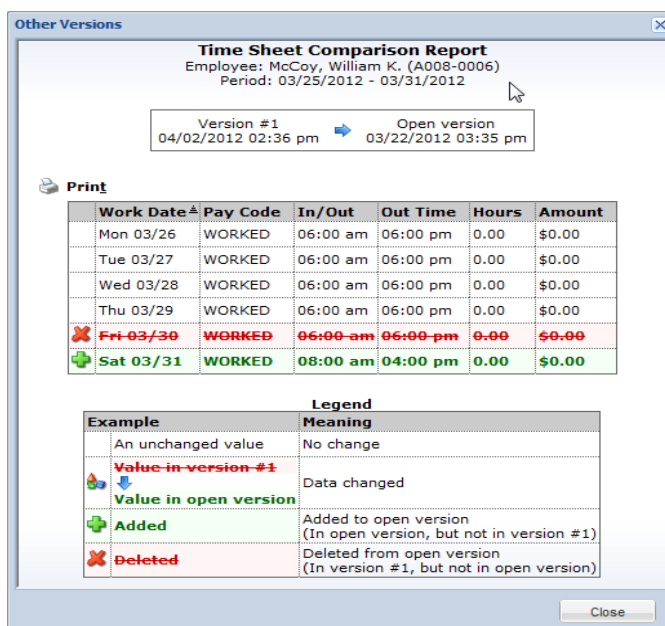 Other Versions
Time Sheet Comparison Report
Employee: McCoy, William K. (A008-0006)
Period: 03/25/2012 - 03/31/2012
Version #1 Open version
04/02/2012 02:36 pm 03/22/2012 03:35 pm
Print
Work Date Pay Code In/Out Out Time Hours Amount
Mon 03/26 WORKED 06:00 am 06:00 pm 0.00 $0.00
Tue 03/27 WORKED 06:00 am 06:00 pm 0.00 $0.00
Wed 03/28 WORKED 06:00 am 06:00 pm 0.00 $0.00
Thu 03/29 WORKED 06:00 am 06:00 pm 0.00 $0.00
Fri 03/30 WORKED 06:00 am 06:00 pm 0.00 $0.00
Sat 03/31 WORKED 08:00 am 04:00 pm 0.00 $0.00
Legend
Example Meaning
An unchanged value No change
Value in version #1
Value in open version
Data changed
Added
Added to open version
(In open version, but not in version #1)
Deleted
Deleted from open version
(In version #1, but not in open version)
Close